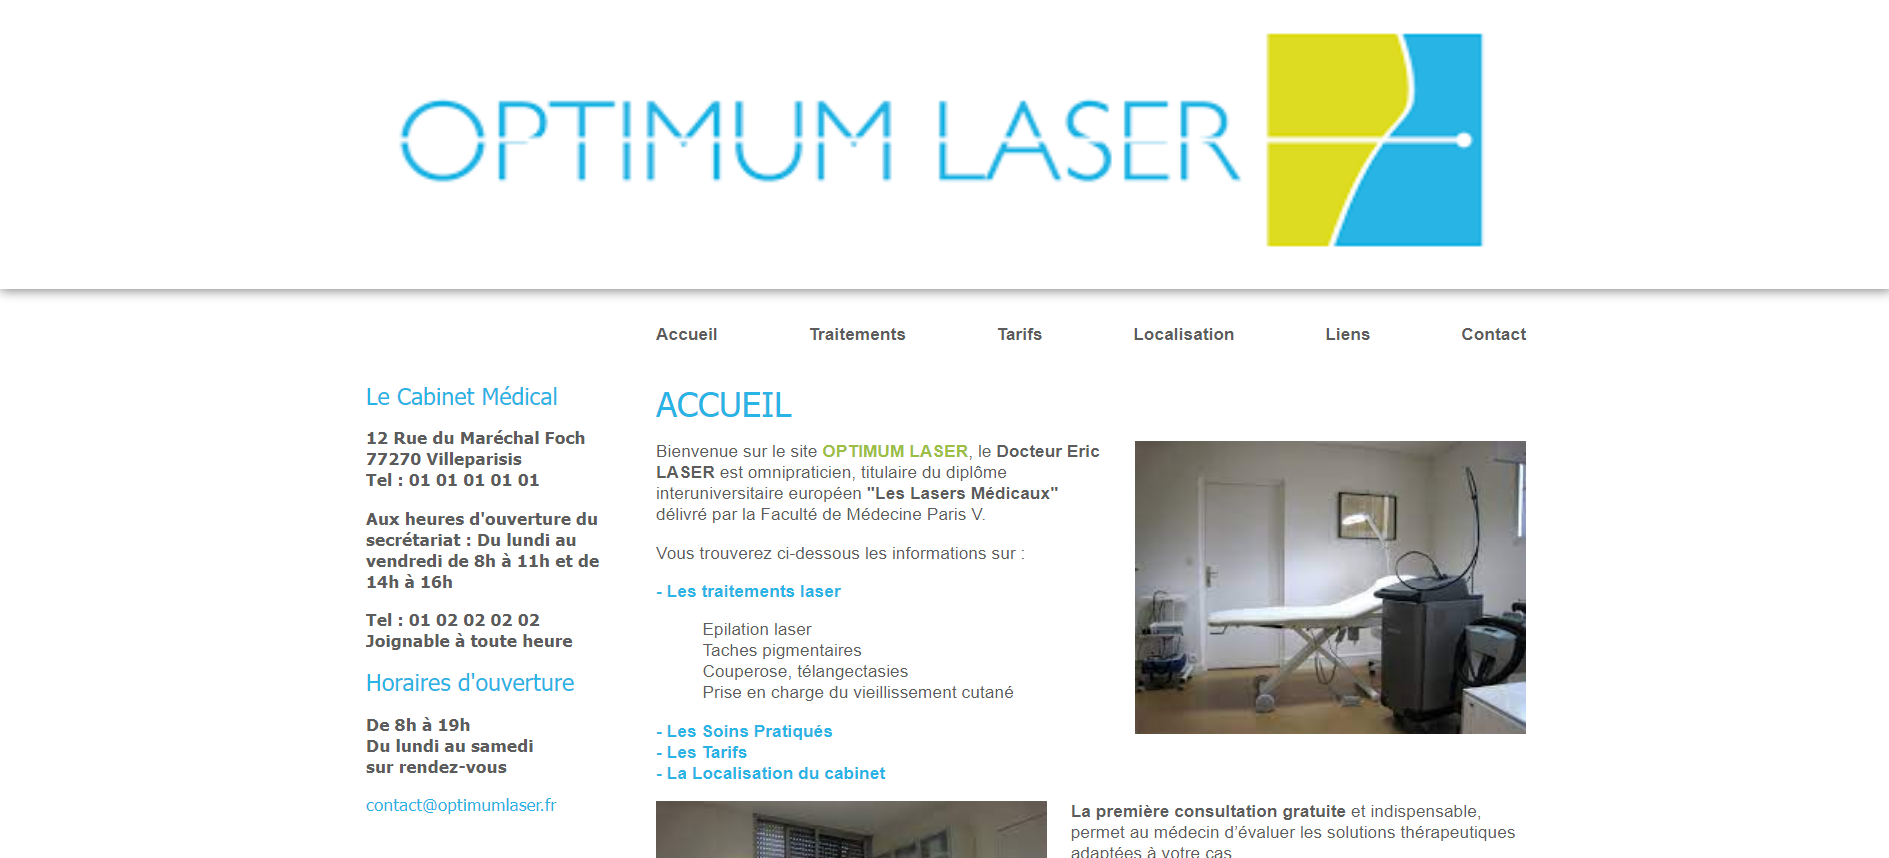 OPTIMUM LASER
Accueil Traitements Tarifs Localisation Liens Contact
Le Cabinet Médical
12 Rue du Maréchal Foch
77270 Villeparisis
Tel : 01 01 01 01 01
Aux heures d'ouverture du
secrétariat : Du lundi au
vendredi de 8h à 11h et de
14h à 16h
Tel : 01 02 02 02 02
Joignable à toute heure
Horaires d'ouverture
De 8h à 19h
Du lundi au samedi
sur rendez-vous
contact@optimumlaser.fr
ACCUEIL
Bienvenue sur le site OPTIMUM LASER, le Docteur Eric
LASER est omnipraticien, titulaire du diplôme
interuniversitaire européen "Les Lasers Médicaux"
délivré par la Faculté de Médecine Paris V.
Vous trouverez ci-dessous les informations sur :
- Les traitements laser
Epilation laser
Taches pigmentaires
Couperose, télangectasies
Prise en charge du vieillissement cutané
- Les Soins Pratiqués
- Les Tarifs
- La Localisation du cabinet
La première consultation gratuite et indispensable,
permet au médecin d’évaluer les solutions thérapeutiques
adaptées à votre cas